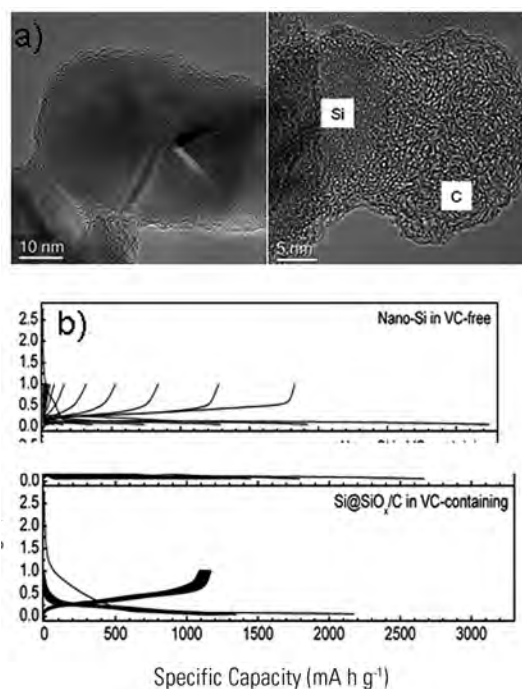 a)
Si
C
10 nm
5 nm
b)
2.5
2.0
1.5
1.0
0.5
0.0
Nano-Si in VC-free
0.0
2.5
2.0
1.5
1.0
0.5
0.0
Si@SiOx/C in VC-containing
0 500 1000 1500 2000 2500 3000
Specific Capacity (mA h g-1)